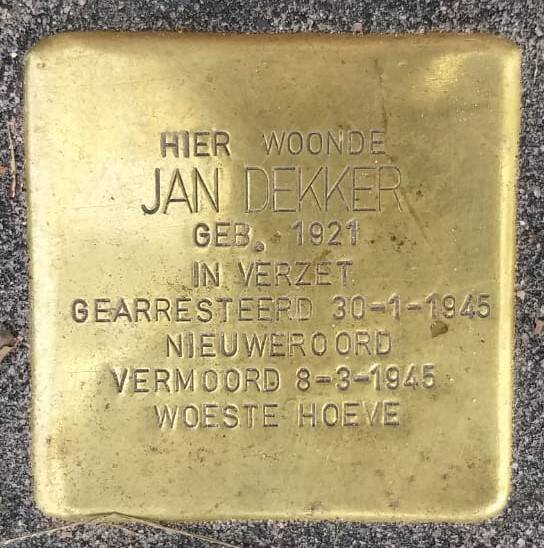 HIER WOONDE
JAN DEKKER
GEB. 1921
IN VERZET
GEARRESTEERD 30-1-1945
NIEUWEROORD
VERMOORD 8-3-1945
WOESTE HOEVE